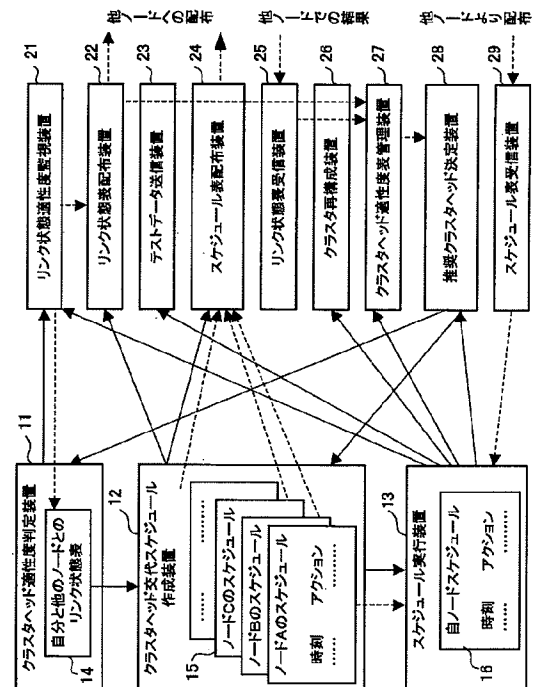 他ノードへの配布
他ノードでの結果
他ノードより配布
21
リンク状態適性度監視装置
22
リンク状態表配布装置
23
テストデータ送信装置
24
スケジュール表配布装置
25
リンク状態表受信装置
26
クラスタ再構成装置
27
クラスタヘッド適性度表管理装置
28
推奨クラスタヘッド決定装置
29
スケジュール表受信装置
11
クラスタヘッド適性度判定装置
自分と他のノードとの
リンク状態表
14
12
クラスタヘッド交代スケジュール
作成装置
……  ………
ノードCのスケジュール
ノードBのスケジュール
ノードAのスケジュール
時刻  アクション
……  ………
15
13
スケジュール実行装置
自ノードスケジュール
時刻  アクション
……  ………
16